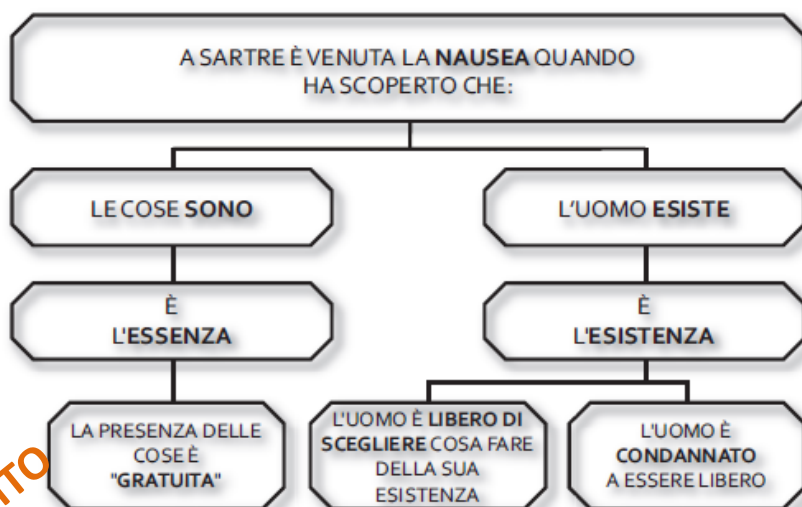 A SARTRE È VENUTA LA NAUSEA QUANDO
HA SCOPERTO CHE:
LE COSE SONO
L'UOMO ESISTE
È
L'ESSENZA
È
L'ESISTENZA
LA PRESENZA DELLE
COSE È
"GRATUITA"
L'UOMO È LIBERO DI
SCEGLIERE COSA FARE
DELLA SUA
ESISTENZA
L'UOMO È
CONDANNATO
A ESSERE LIBERO